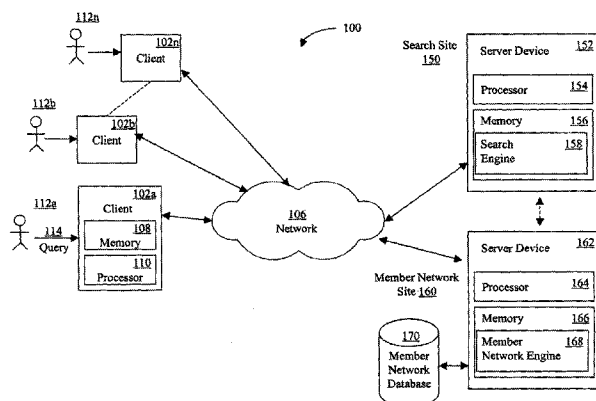 112n
102n
Client
100
112b
102b
Client
112a
114
Query
102a
Client
108
Memory
110
Processor
106
Network
Search Site
150
Server Device 152
Processor 154
Memory 156
Search
Engine 158
Member Network
Site 160
Server Device 162
Processor 164
Memory 166
Member
Network Engine 168
170
Member
Network
Database